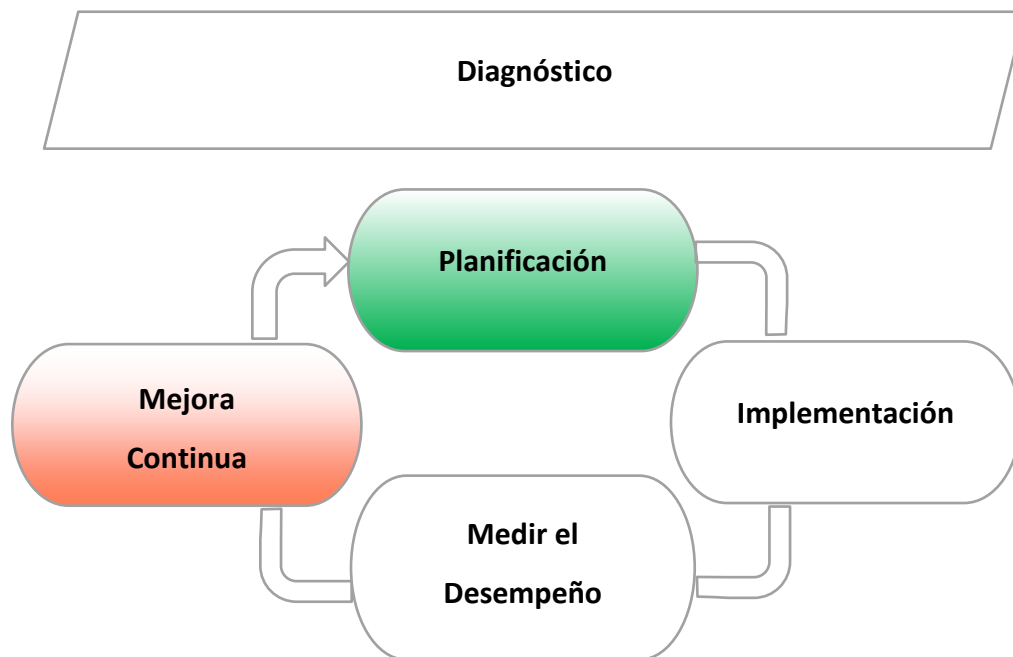 Diagnóstico
Planificación
Mejora
Continua
Implementación
Medir el
Desempeño